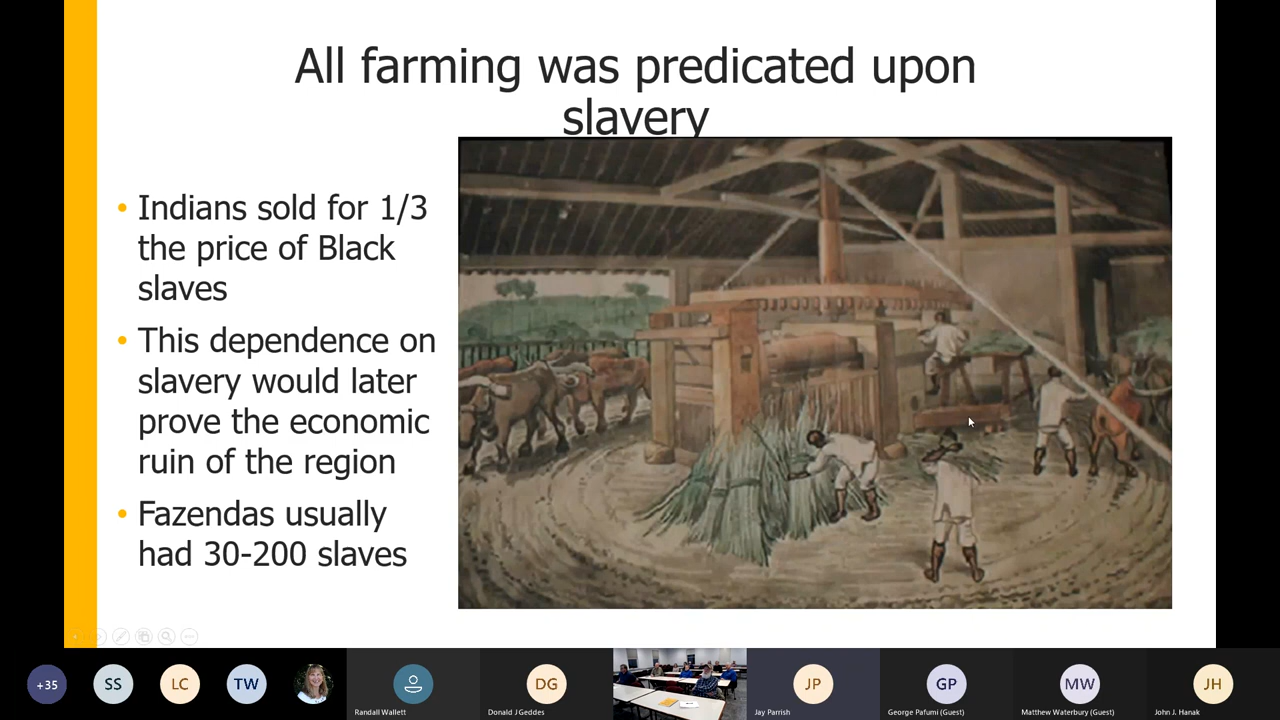 All farming was predicated upon
slavery
• Indians sold for 1/3
the price of Black
slaves
• This dependence on
slavery would later
prove the economic
ruin of the region
• Fazendas usually
had 30-200 slaves
+35
SS
LC
TW
Randall Wallett
DG
Donald J Geddes
JP
Jay Parrish
GP
George Pafumi (Guest)
MW
Matthew Waterbury (Guest)
JH
John J. Hanak